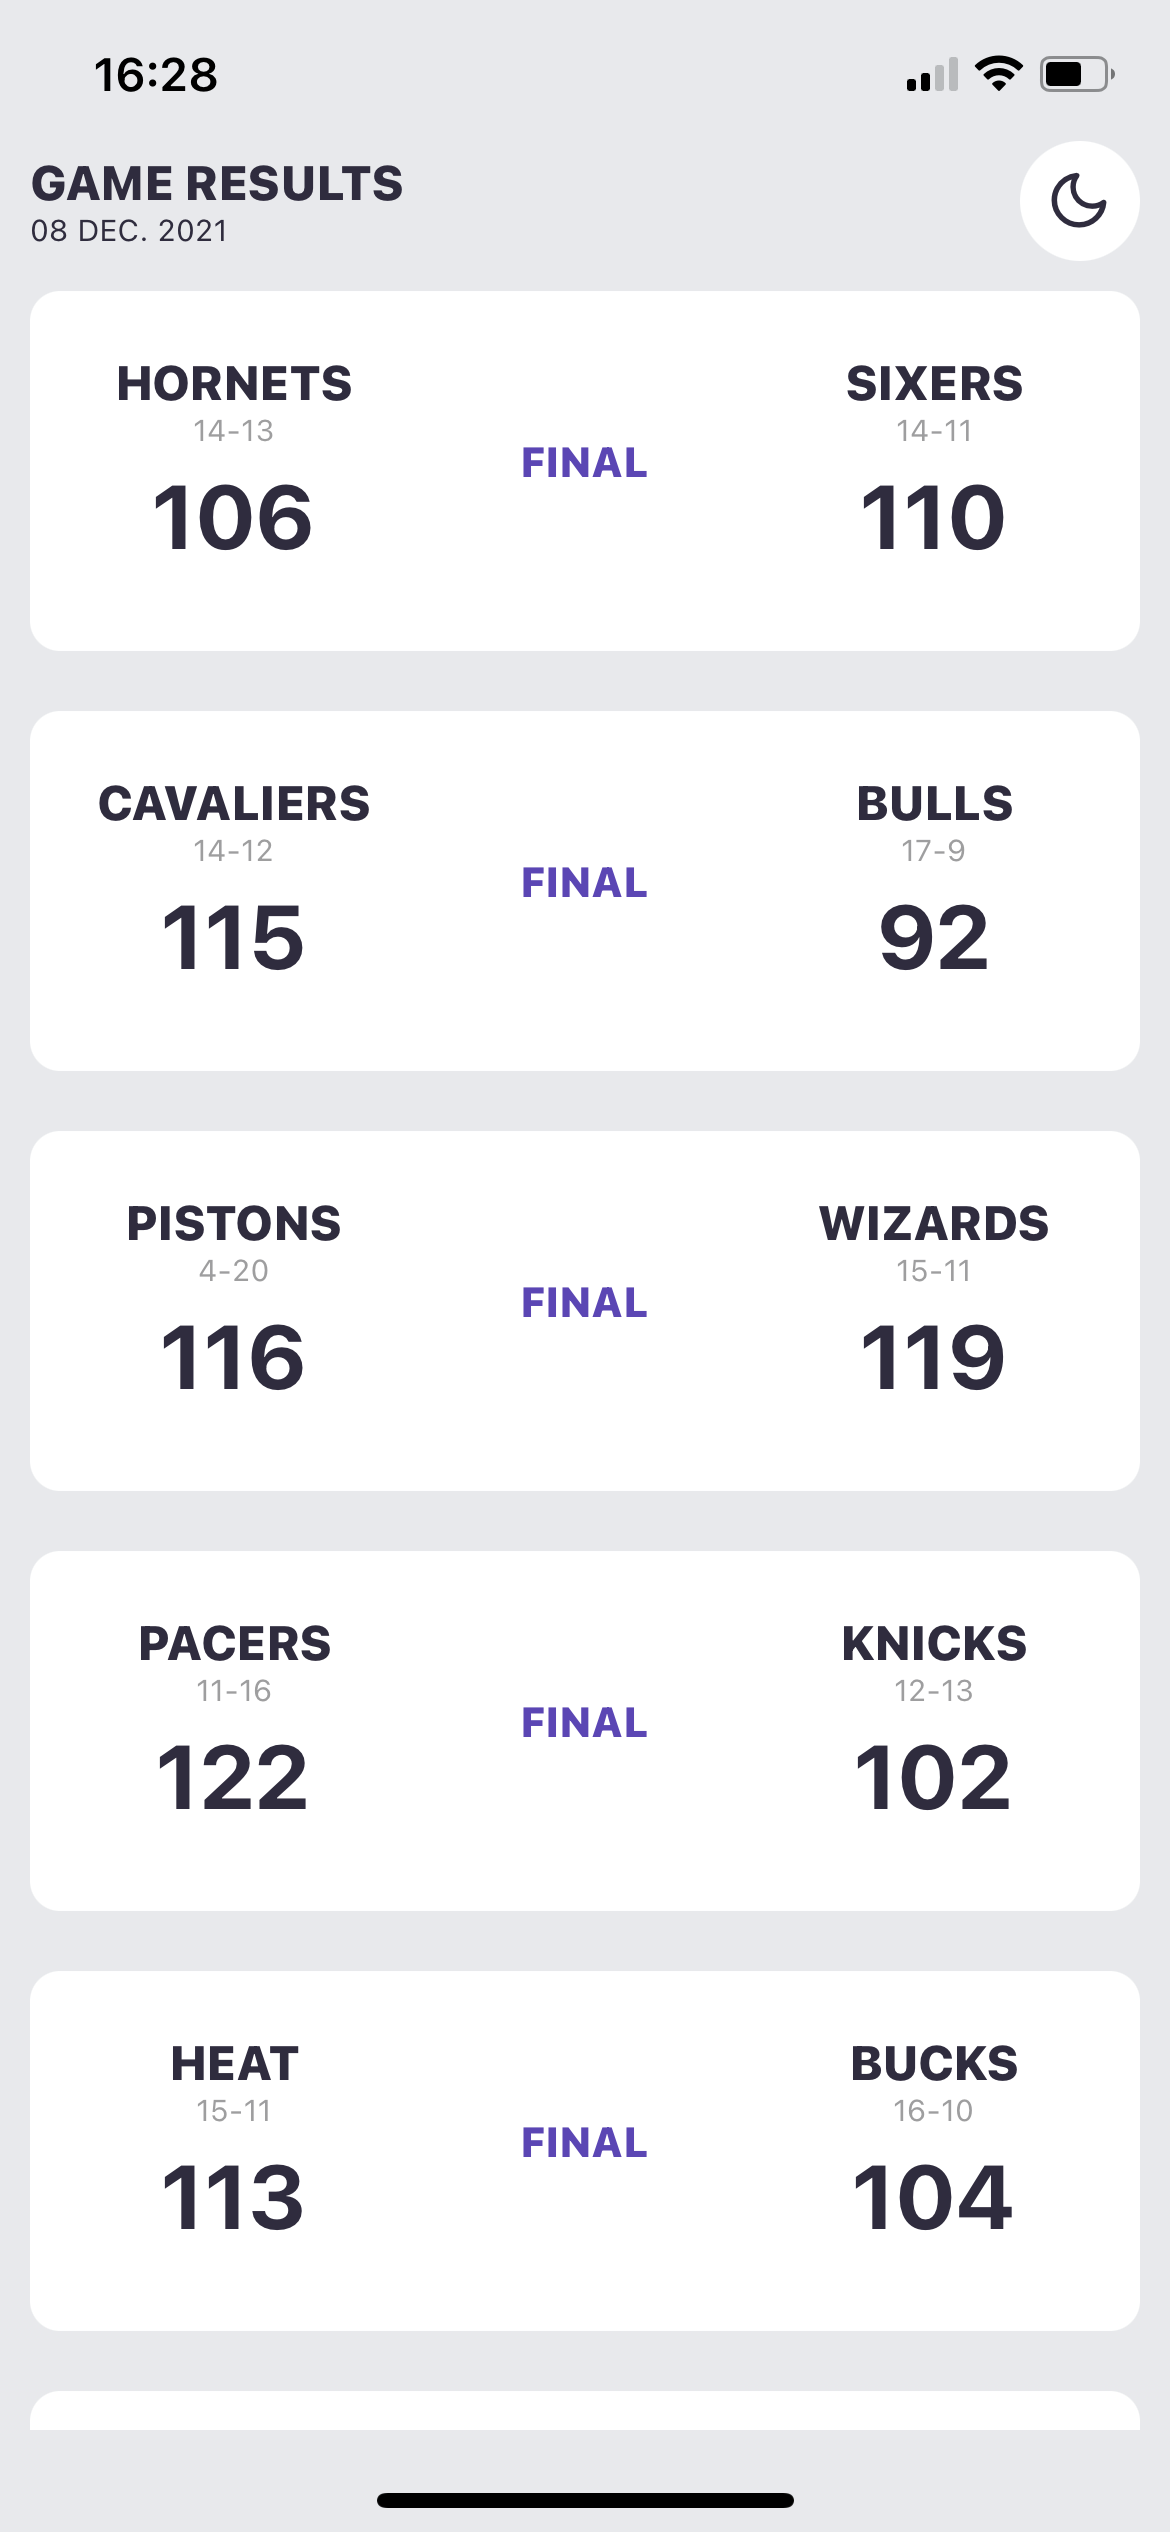 16:28
GAME RESULTS
08 DEC. 2021
HORNETS
14-13
106
FINAL
SIXERS
14-11
110
CAVALIERS
14-12
115
FINAL
BULLS
17-9
92
PISTONS
4-20
116
FINAL
WIZARDS
15-11
119
PACERS
11-16
122
FINAL
KNICKS
12-13
102
HEAT
15-11
113
FINAL
BUCKS
16-10
104